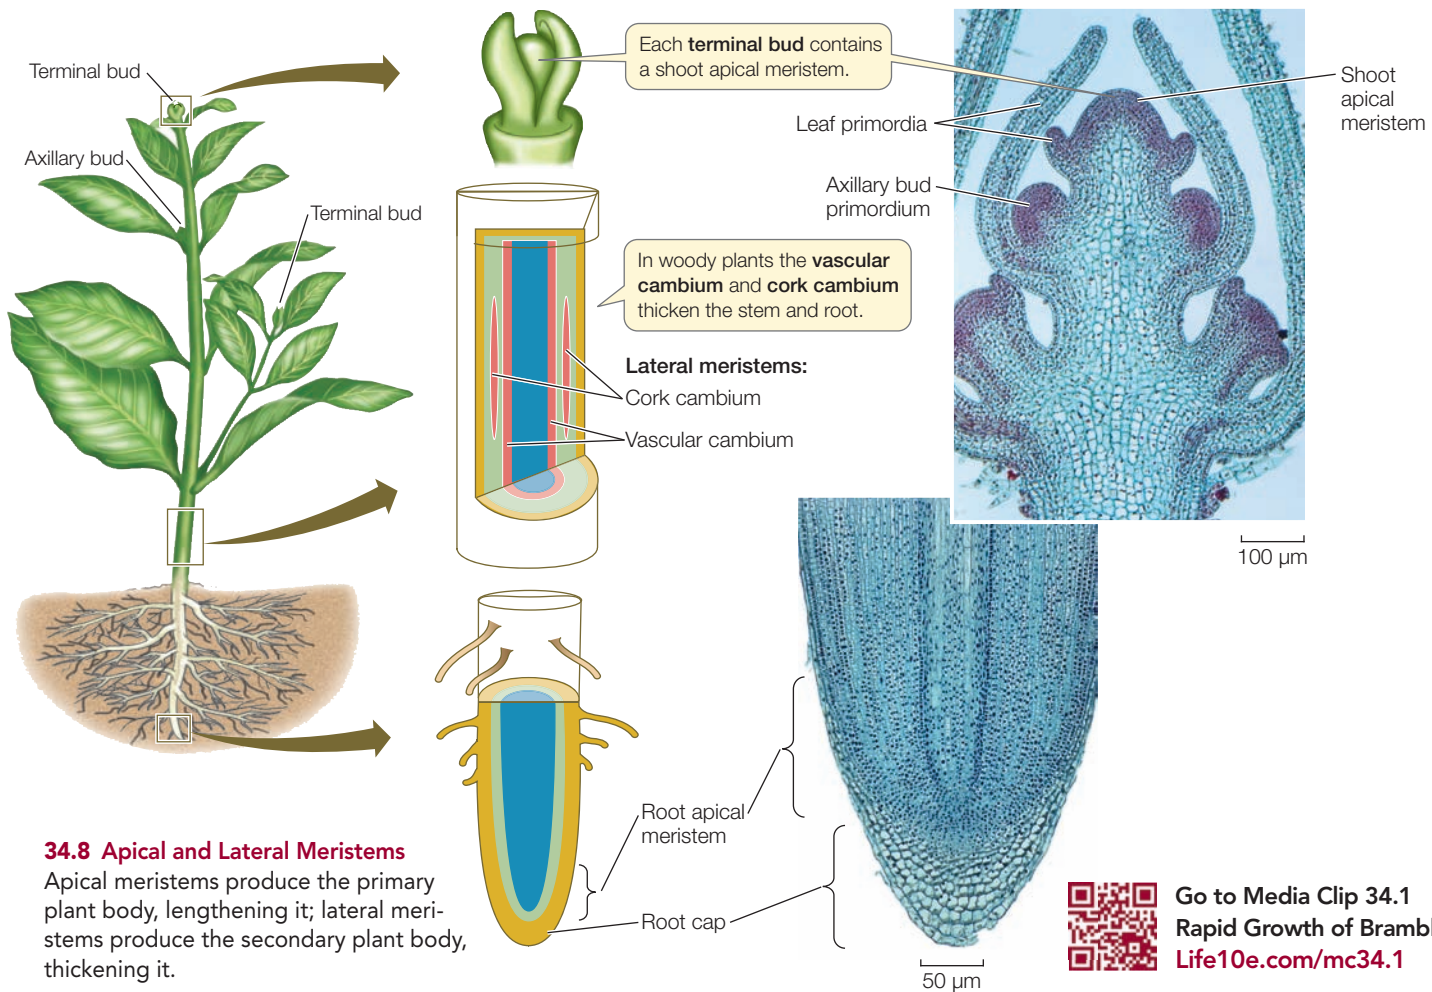 Terminal bud
Axillary bud
Terminal bud
Each terminal bud contains
a shoot apical meristem.
Shoot
apical
meristem
Leaf primordia
Axillary bud
primordium
In woody plants the vascular
cambium and cork cambium
thicken the stem and root.
Lateral meristems:
Cork cambium
Vascular cambium
100 µm
Root apical
meristem
Root cap
50 µm
34.8 Apical and Lateral Meristems
Apical meristems produce the primary
plant body, lengthening it; lateral meri-
stems produce the secondary plant body,
thickening it.
Go to Media Clip 34.1
Rapid Growth of Brambl
Life10e.com/mc34.1